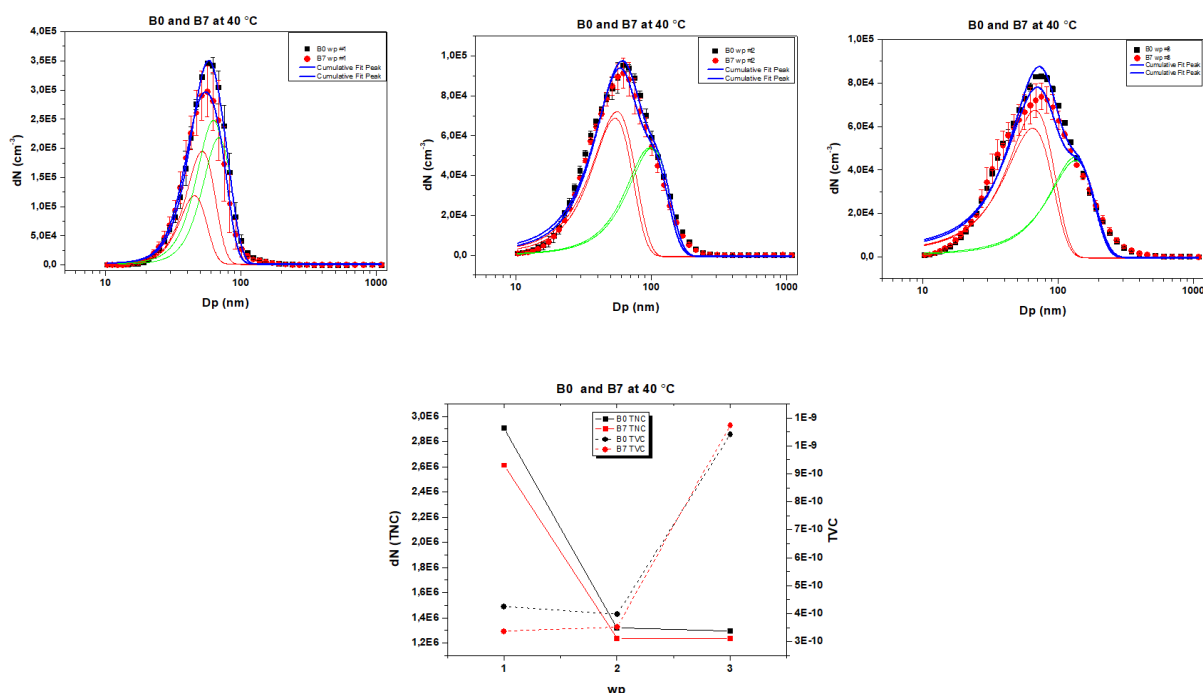 B0 and B7 at 40 °C
4,0E5
3,5E5
3,0E5
2,5E5
2,0E5
1,5E5
1,0E5
5,0E4
0,0
dN (cm⁻³)
B0 wp =1
B7 wp =1
Cumulative Fit Peak
Cumulative Fit Peak
10 100 1000
Dp (nm)
B0 and B7 at 40 °C
1,0E5
8,0E4
6,0E4
4,0E4
2,0E4
0,0
dN (cm⁻³)
B0 wp =2
B7 wp =2
Cumulative Fit Peak
Cumulative Fit Peak
10 100 1000
Dp (nm)
B0 and B7 at 40 °C
1,0E5
8,0E4
6,0E4
4,0E4
2,0E4
0,0
dN (cm⁻³)
B0 wp =3
B7 wp =3
Cumulative Fit Peak
Cumulative Fit Peak
10 100 1000
Dp (nm)
B0 and B7 at 40 °C
3,0E6
2,8E6
2,6E6
2,4E6
2,2E6
2,0E6
1,8E6
1,6E6
1,4E6
1,2E6
dN (TNC)
B0 TNC
B7 TNC
B0 TVC
B7 TVC
1E-9
1E-9
9E-10
8E-10
7E-10
6E-10
5E-10
4E-10
3E-10
TVC
1 2 3
wp